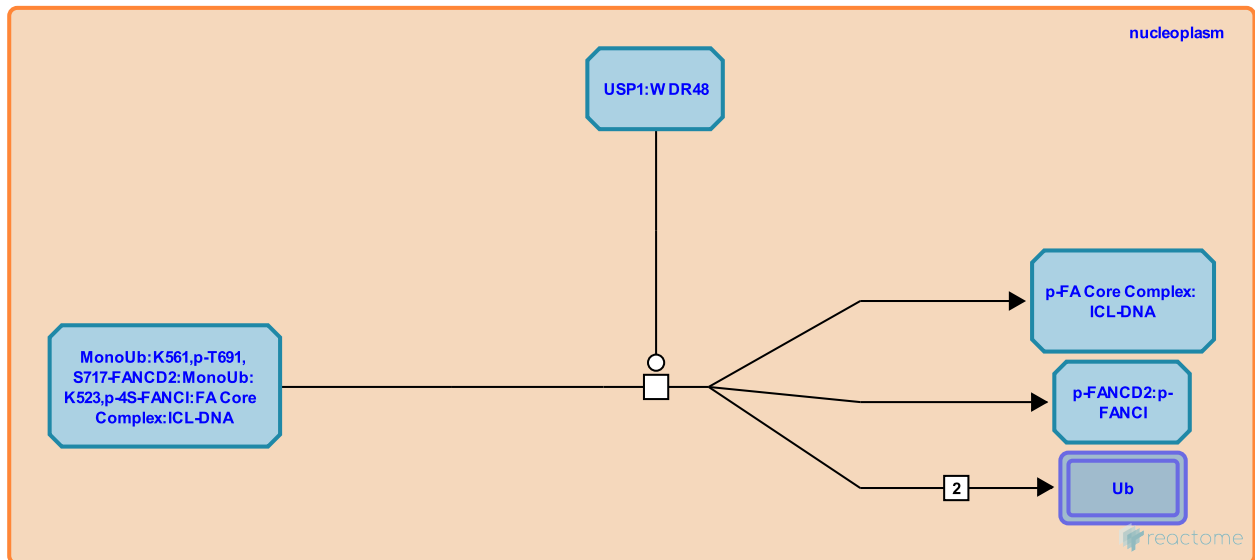 nucleoplasm
USP1:WDR48
p-FA Core Complex:
ICL-DNA
MonoUb:K561,p-T691,
S717-FANCD2:MonoUb:
K523,p-4S-FANCI:FA Core
Complex:ICL-DNA
p-FANCD2:p-
FANCI
2
Ub
reactome